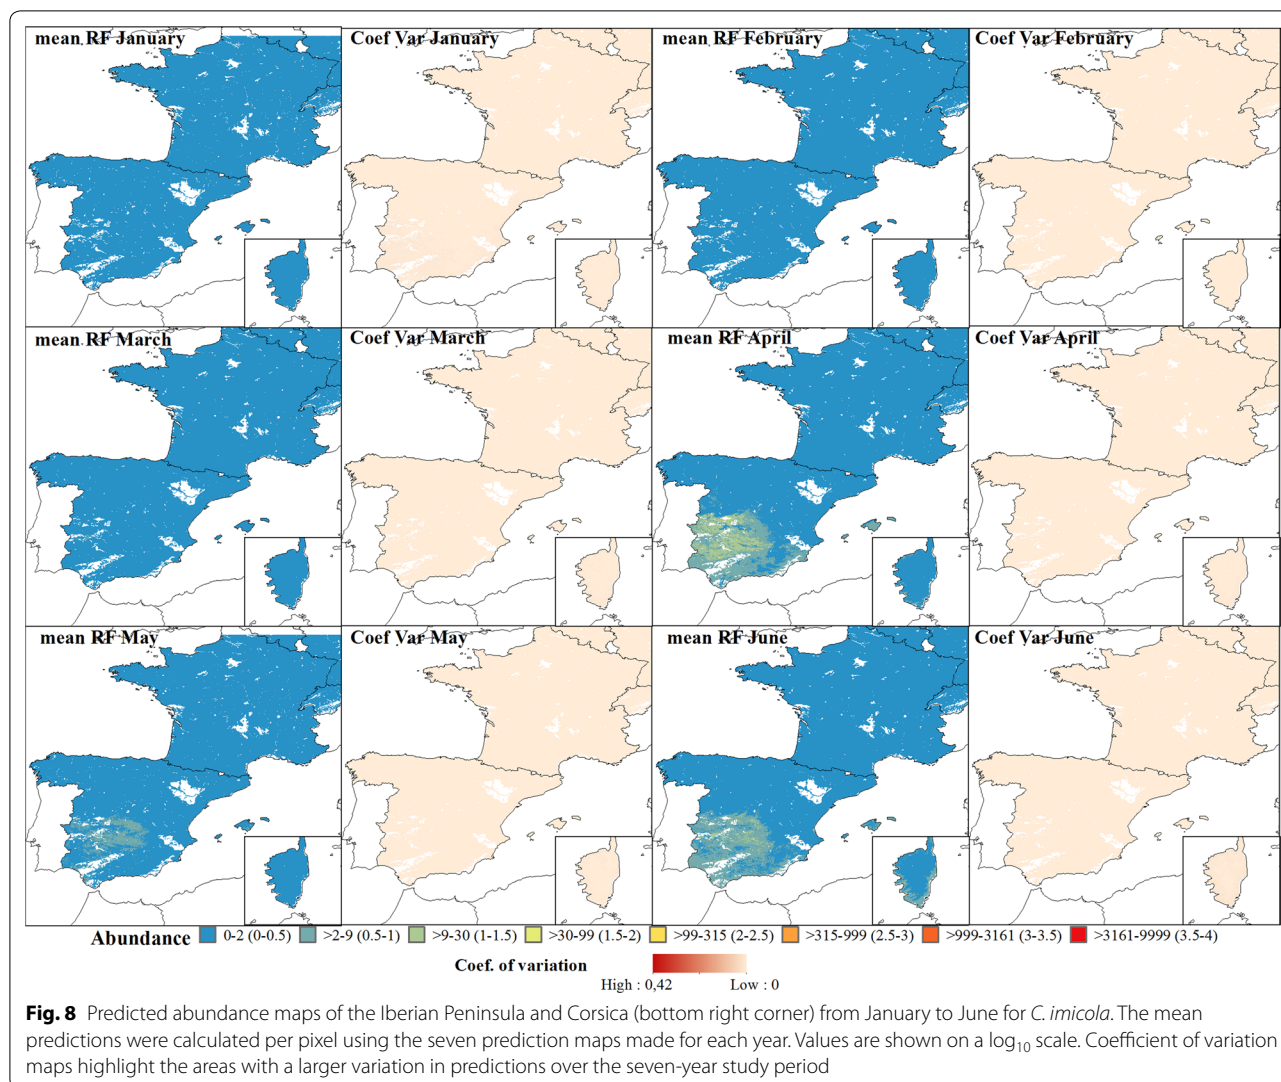 mean RF January
Coef Var January
mean RF February
Coef Var February
mean RF March
Coef Var March
mean RF April
Coef Var April
mean RF May
Coef Var May
mean RF June
Coef Var June
Abundance 0-2 (0-0.5) >2-9 (0.5-1) >9-30 (1-1.5) >30-99 (1.5-2) >99-315 (2-2.5) >315-999 (2.5-3) >999-3161 (3-3.5) >3161-9999 (3.5-4)
Coef. of variation
High : 0,42 Low : 0
Fig. 8 Predicted abundance maps of the Iberian Peninsula and Corsica (bottom right corner) from January to June for C. imicola. The mean
predictions were calculated per pixel using the seven prediction maps made for each year. Values are shown on a log10 scale. Coefficient of variation
maps highlight the areas with a larger variation in predictions over the seven-year study period